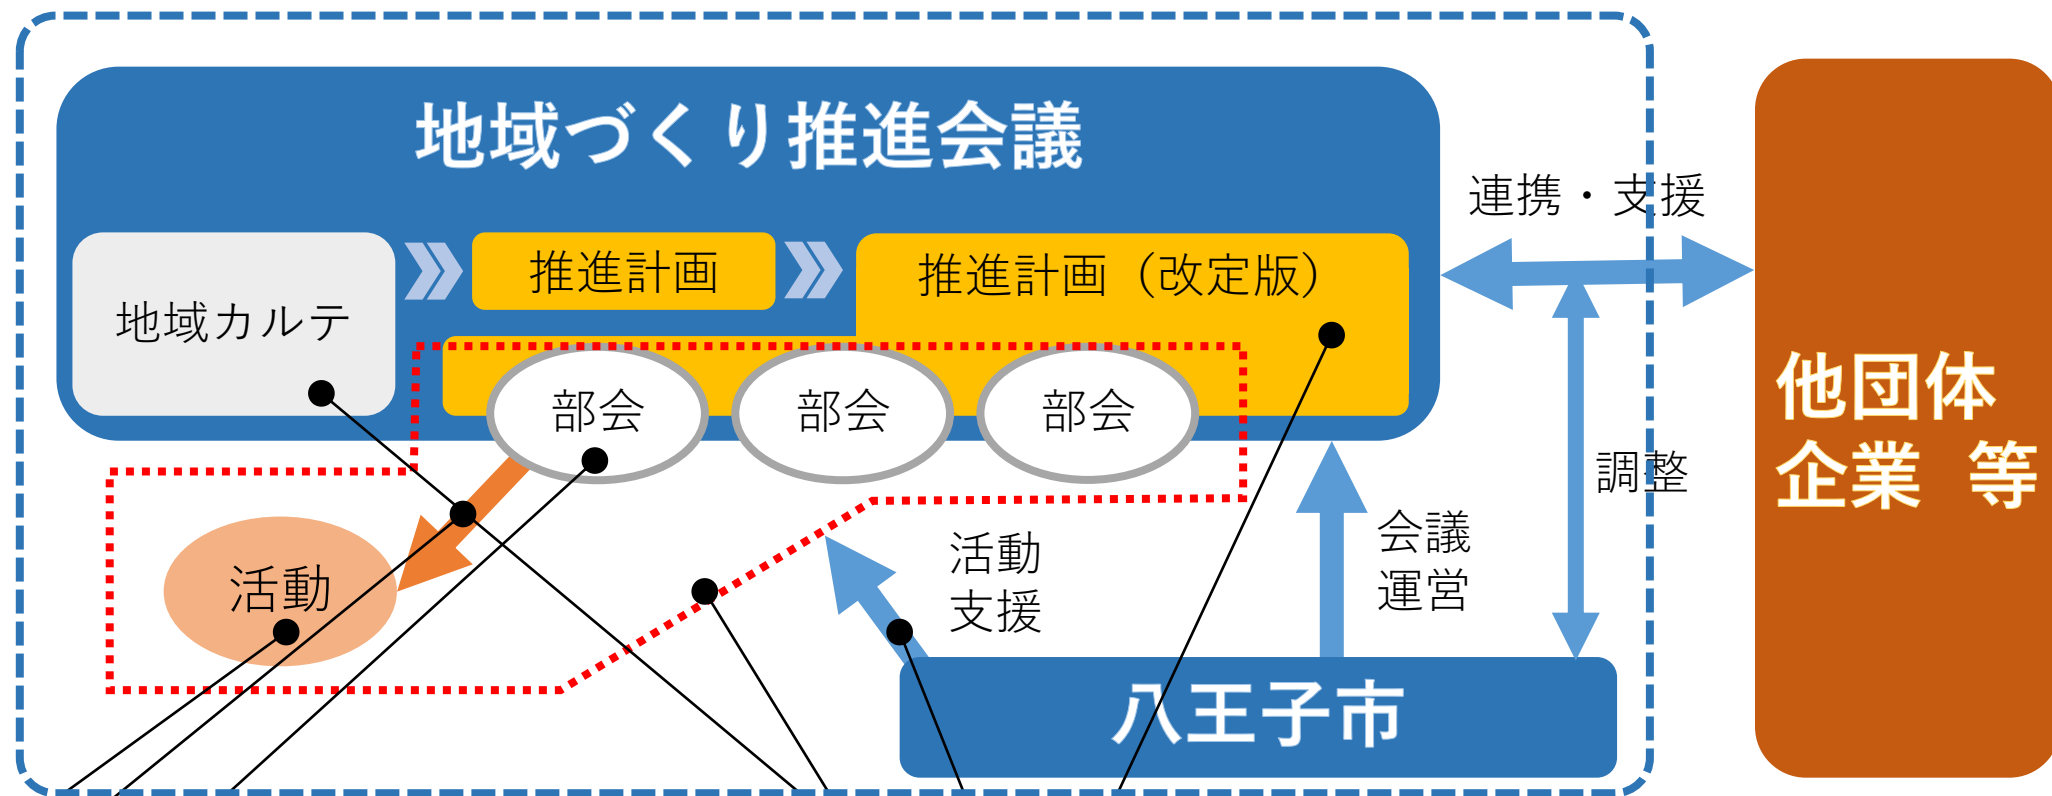 地域づくり推進会議
連携・支援
推進計画
推進計画（改定版）
地域カルテ
部会
部会
部会
他団体
企業 等
調整
会議
運営
活動
支援
活動
八王子市